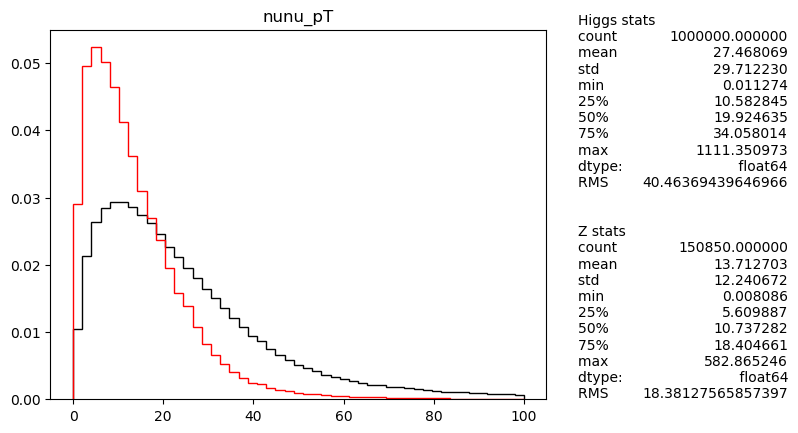 nunu_pT
0.05
0.04
0.03
0.02
0.01
0.00
0 20 40 60 80 100
Higgs stats
count 1000000.000000
mean 27.468069
std 29.712230
min 0.011274
25% 10.582845
50% 19.924635
75% 34.058014
max 1111.350973
dtype: float64
RMS 40.46369439646966
Z stats
count 150850.000000
mean 13.712703
std 12.240672
min 0.008086
25% 5.609887
50% 10.737282
75% 18.404661
max 582.865246
dtype: float64
RMS 18.38127565857397